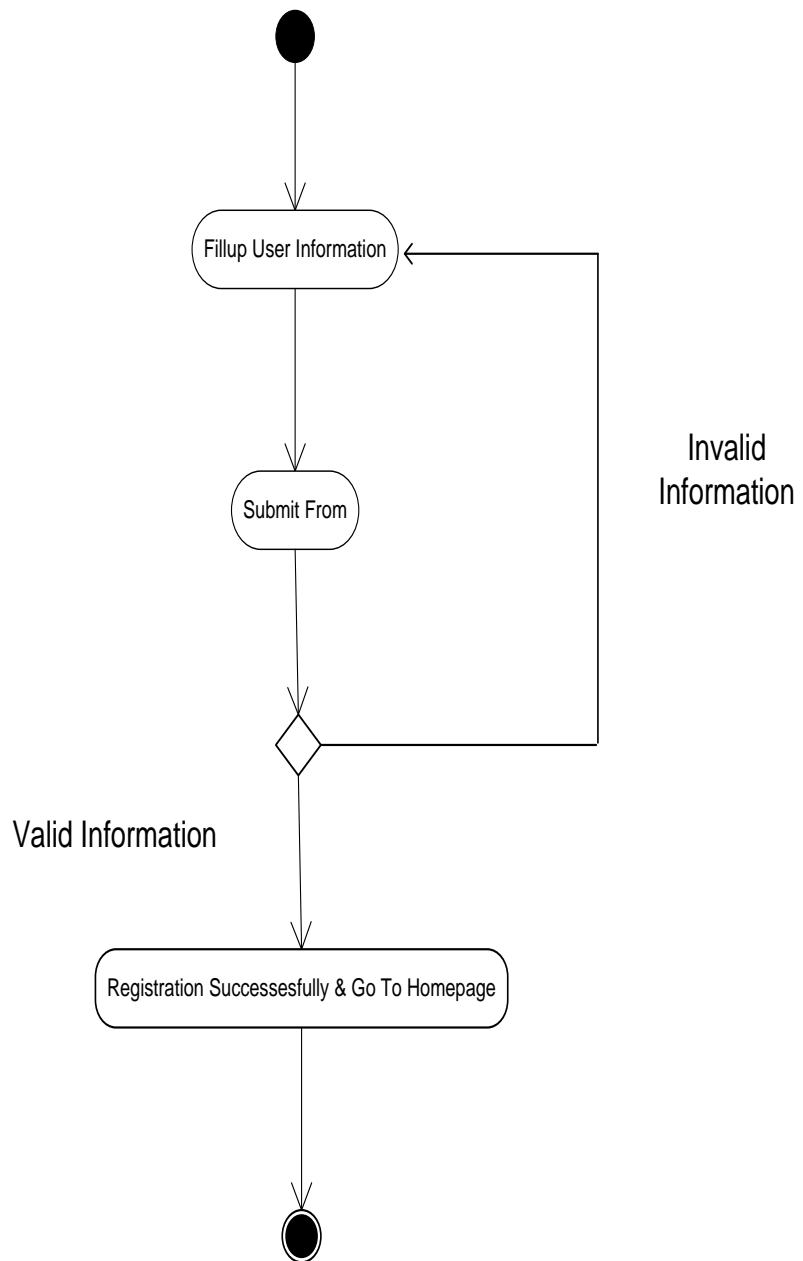 Fillup User Information
Invalid
Information
Submit From
Valid Information
Registration Successesfully & Go To Homepage